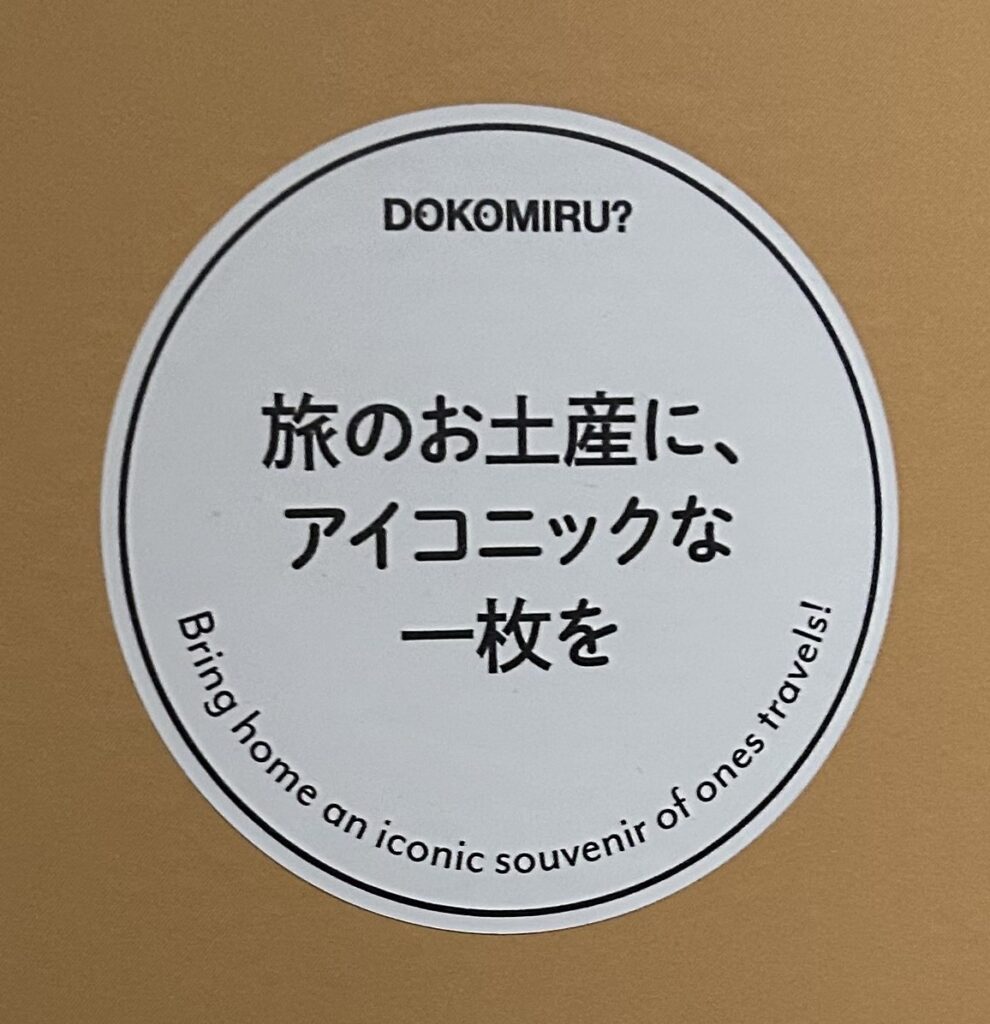 DOKOMIRU?
旅のお土産に、
アイコニックな
一枚を
Bring home an iconic souvenir of ones travels!